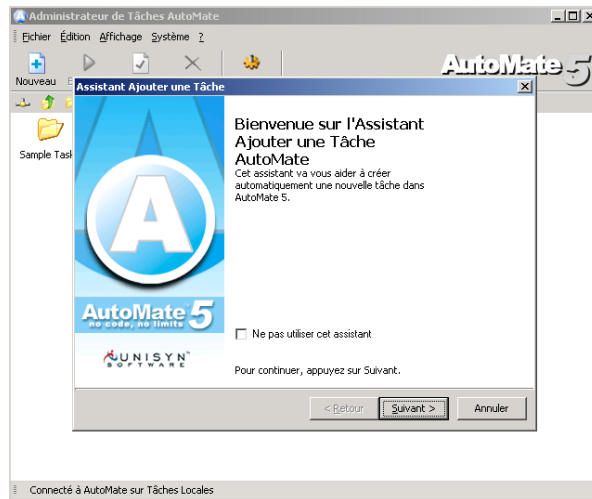 Administrateur de Tâches AutoMate
Eichier Édition Affichage Système ?
AutoMate 5
Nouveau
Assistant Ajouter une Tâche
Sample Task
Bienvenue sur l'Assistant
Ajouter une Tâche
AutoMate
Cet assistant va vous aider à créer
automatiquement une nouvelle tâche dans
AutoMate 5.
A
AutoMate 5
no code, no limits
Ne pas utiliser cet assistant
UNISYN
SOFTWARE
Pour continuer, appuyez sur Suivant.
< Retour
Suivant >
Annuler
Connecté à AutoMate sur Tâches Locales